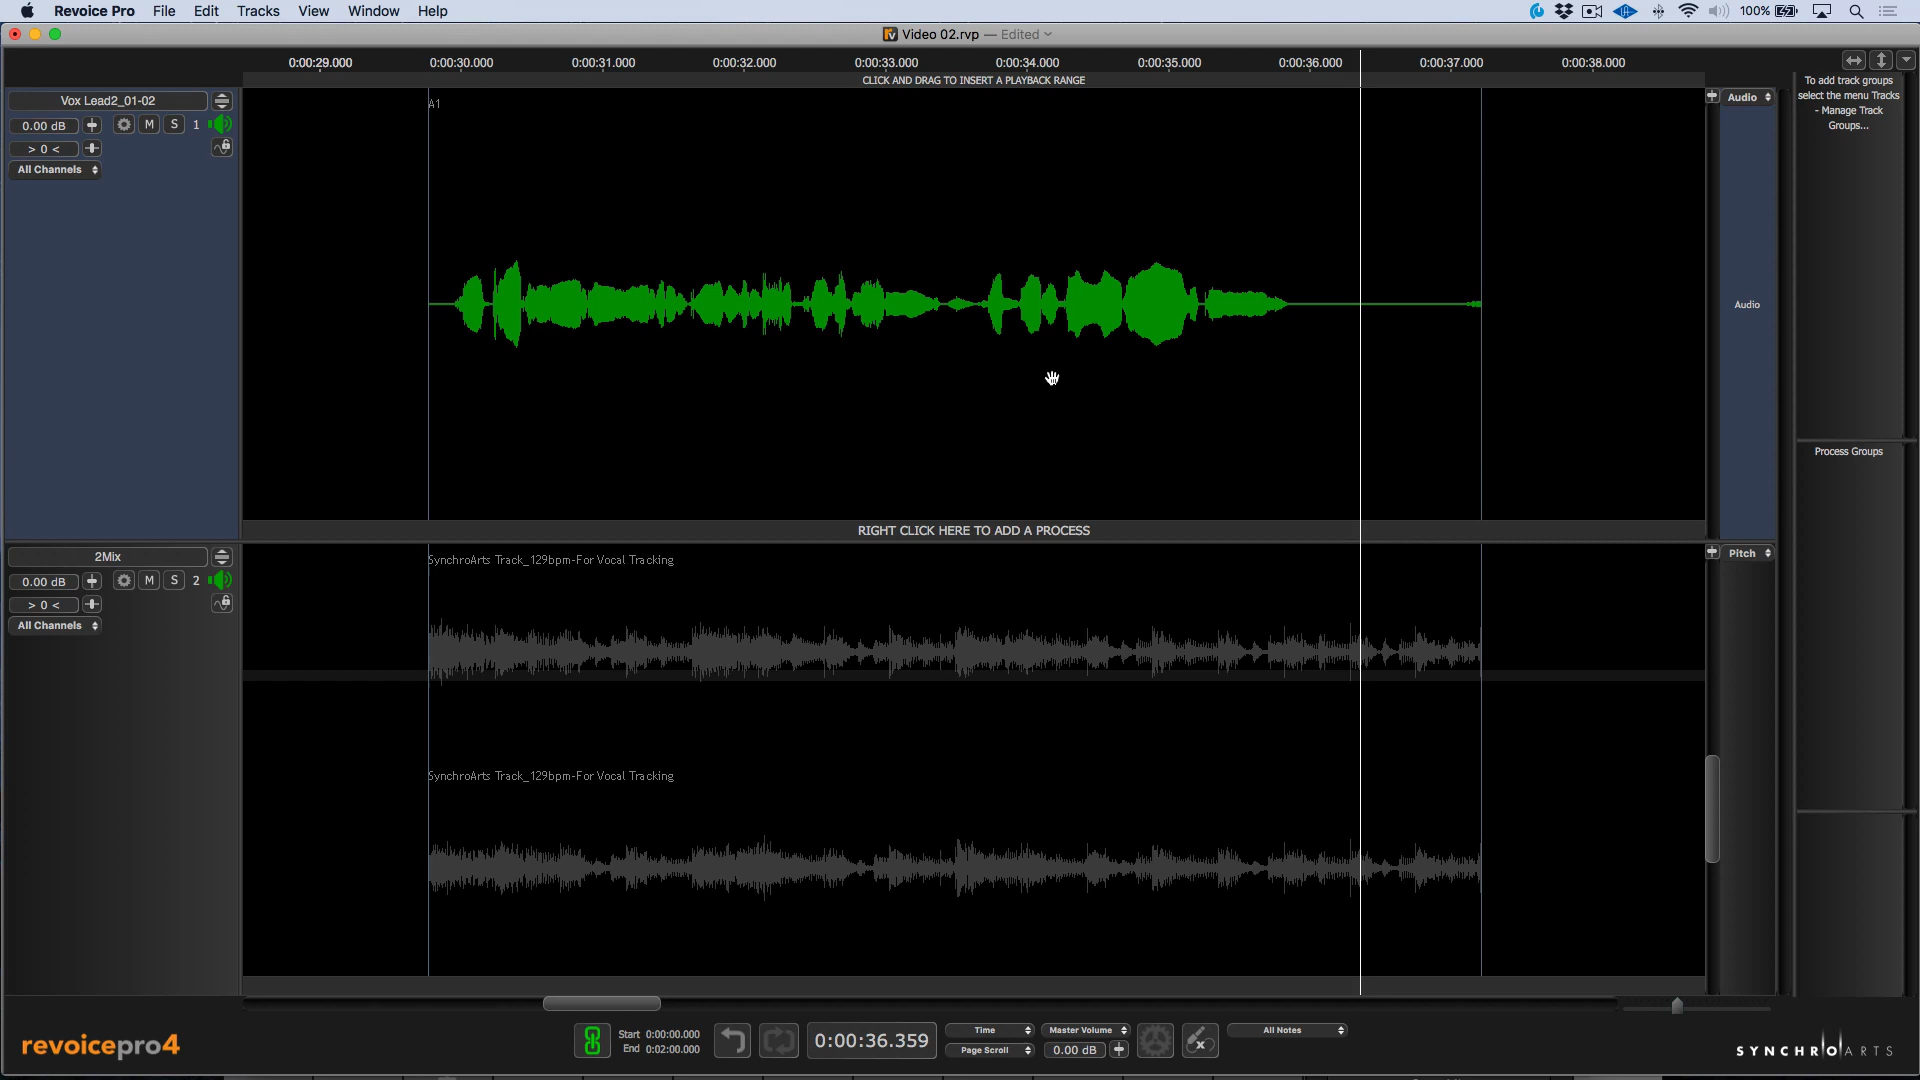 Revoice Pro File Edit Tracks View Window Help 100%
Video 02.rvp — Edited
0:00:29.000 0:00:30.000 0:00:31.000 0:00:32.000 0:00:33.000 0:00:34.000 0:00:35.000 0:00:36.000 0:00:37.000 0:00:38.000
CLICK AND DRAG TO INSERT A PLAYBACK RANGE
To add track groups
select the menu Tracks
- Manage Track
Groups...
Vox Lead2_01-02
A1
Audio
0.00 dB M S 1
> 0 <
All Channels
Audio
Process Groups
RIGHT CLICK HERE TO ADD A PROCESS
2Mix
SynchroArts Track_129bpm-For Vocal Tracking
Pitch
0.00 dB M S 2
> 0 <
All Channels
SynchroArts Track_129bpm-For Vocal Tracking
revoicepro4
Start 0:00:00.000
End 0:02:00.000
0:00:36.359
Time
Page Scroll
Master Volume
0.00 dB
All Notes
SYNCHROARTS